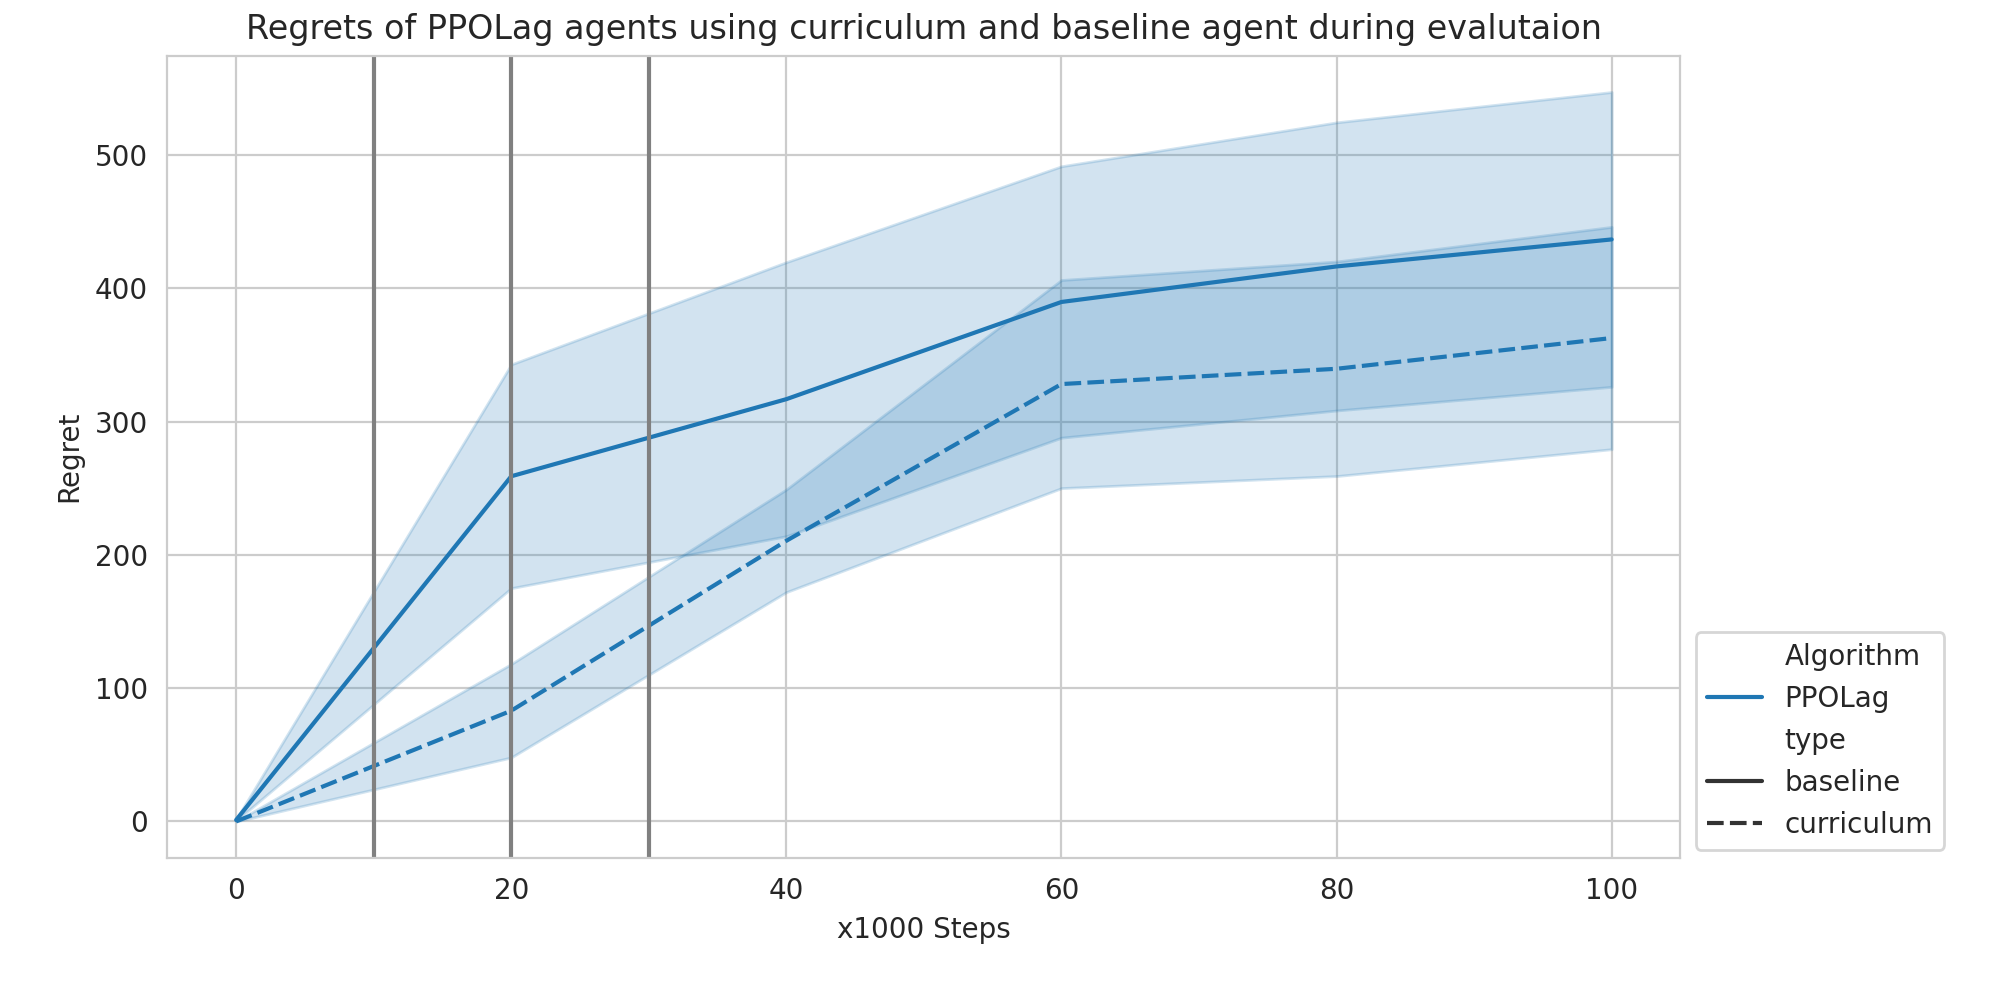 Regrets of PPOLag agents using curriculum and baseline agent during evalutaion
500
400
300
200
100
0
Regret
0 20 40 60 80 100
x1000 Steps
Algorithm
PPOLag
type
baseline
curriculum